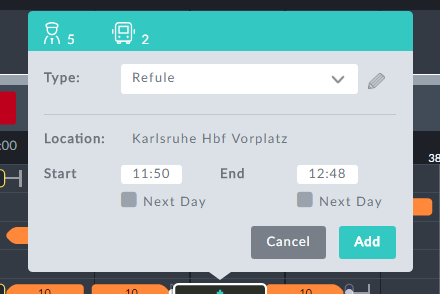 5 2
Type: Refule
:00
Location: Karlsruhe Hbf Vorplatz
38
Start 11:50 End 12:48
Next Day Next Day
Cancel Add
10 10 10